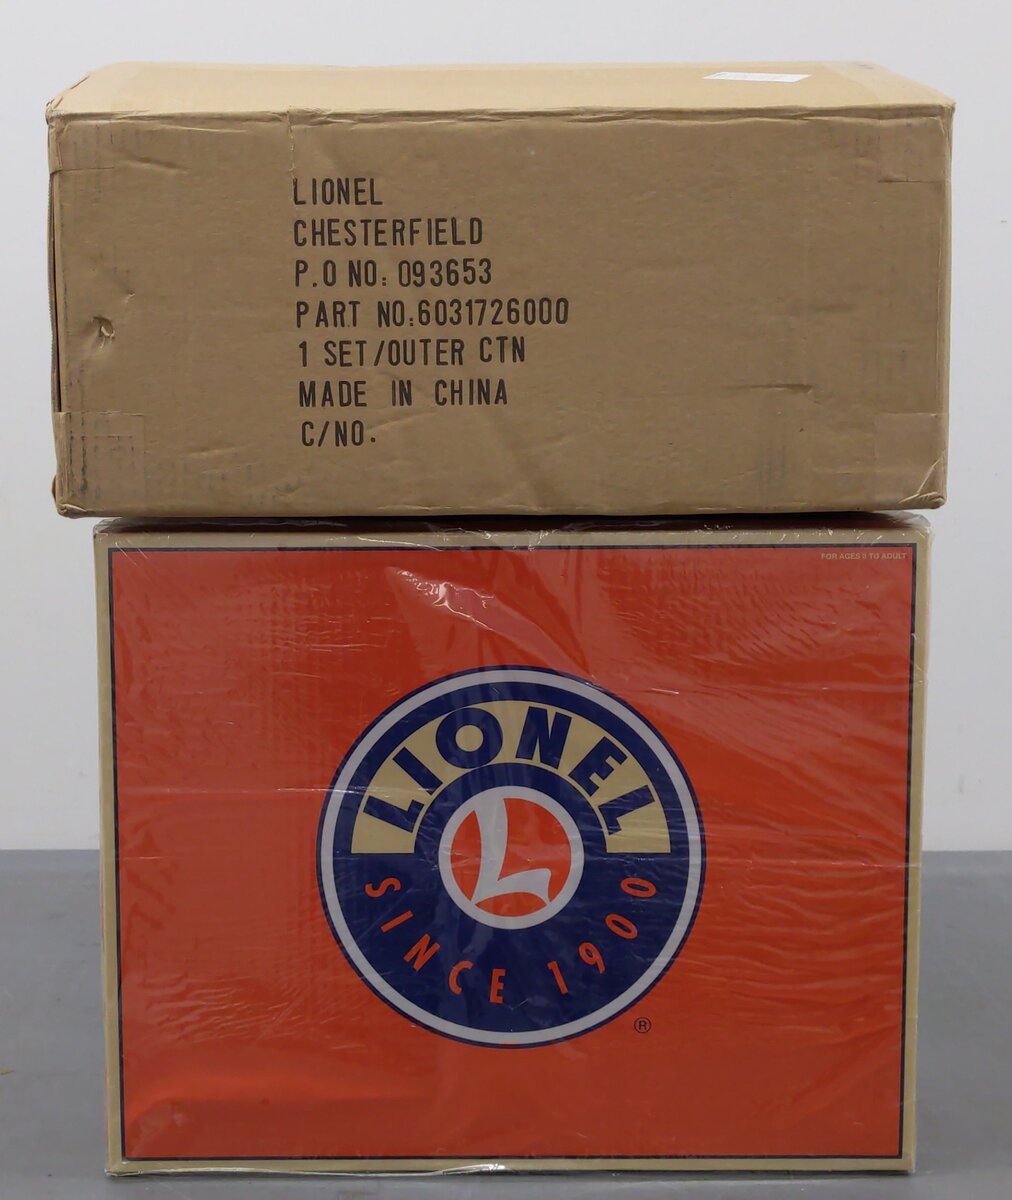 LIONEL
CHESTERFIELD
P.O NO: 093653
PART NO:6031726000
1 SET/OUTER CTN
MADE IN CHINA
C/NO.
FOR AGES 8 TO ADULT
LIONEL
L
SINCE 1900
®